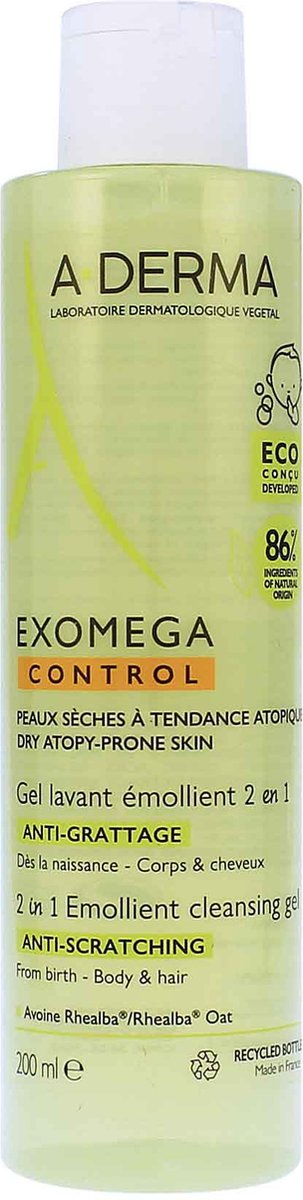 A-DERMA
LABORATOIRE DERMATOLOGIQUE VEGETAL
ECO
CONÇU
DEVELOPED
86%
INGREDIENTS
OF NATURAL
ORIGIN
EXOMEGA
CONTROL
PEAUX SÈCHES À TENDANCE ATOPIQUE
DRY ATOPY-PRONE SKIN
Gel lavant émollient 2 en 1
ANTI-GRATTAGE
Dès la naissance - Corps & cheveux
2 in 1 Emollient cleansing gel
ANTI-SCRATCHING
From birth - Body & hair
Avoine Rhealba®/Rhealba® Oat
200 ml e
RECYCLED BOTTLE
Made in France